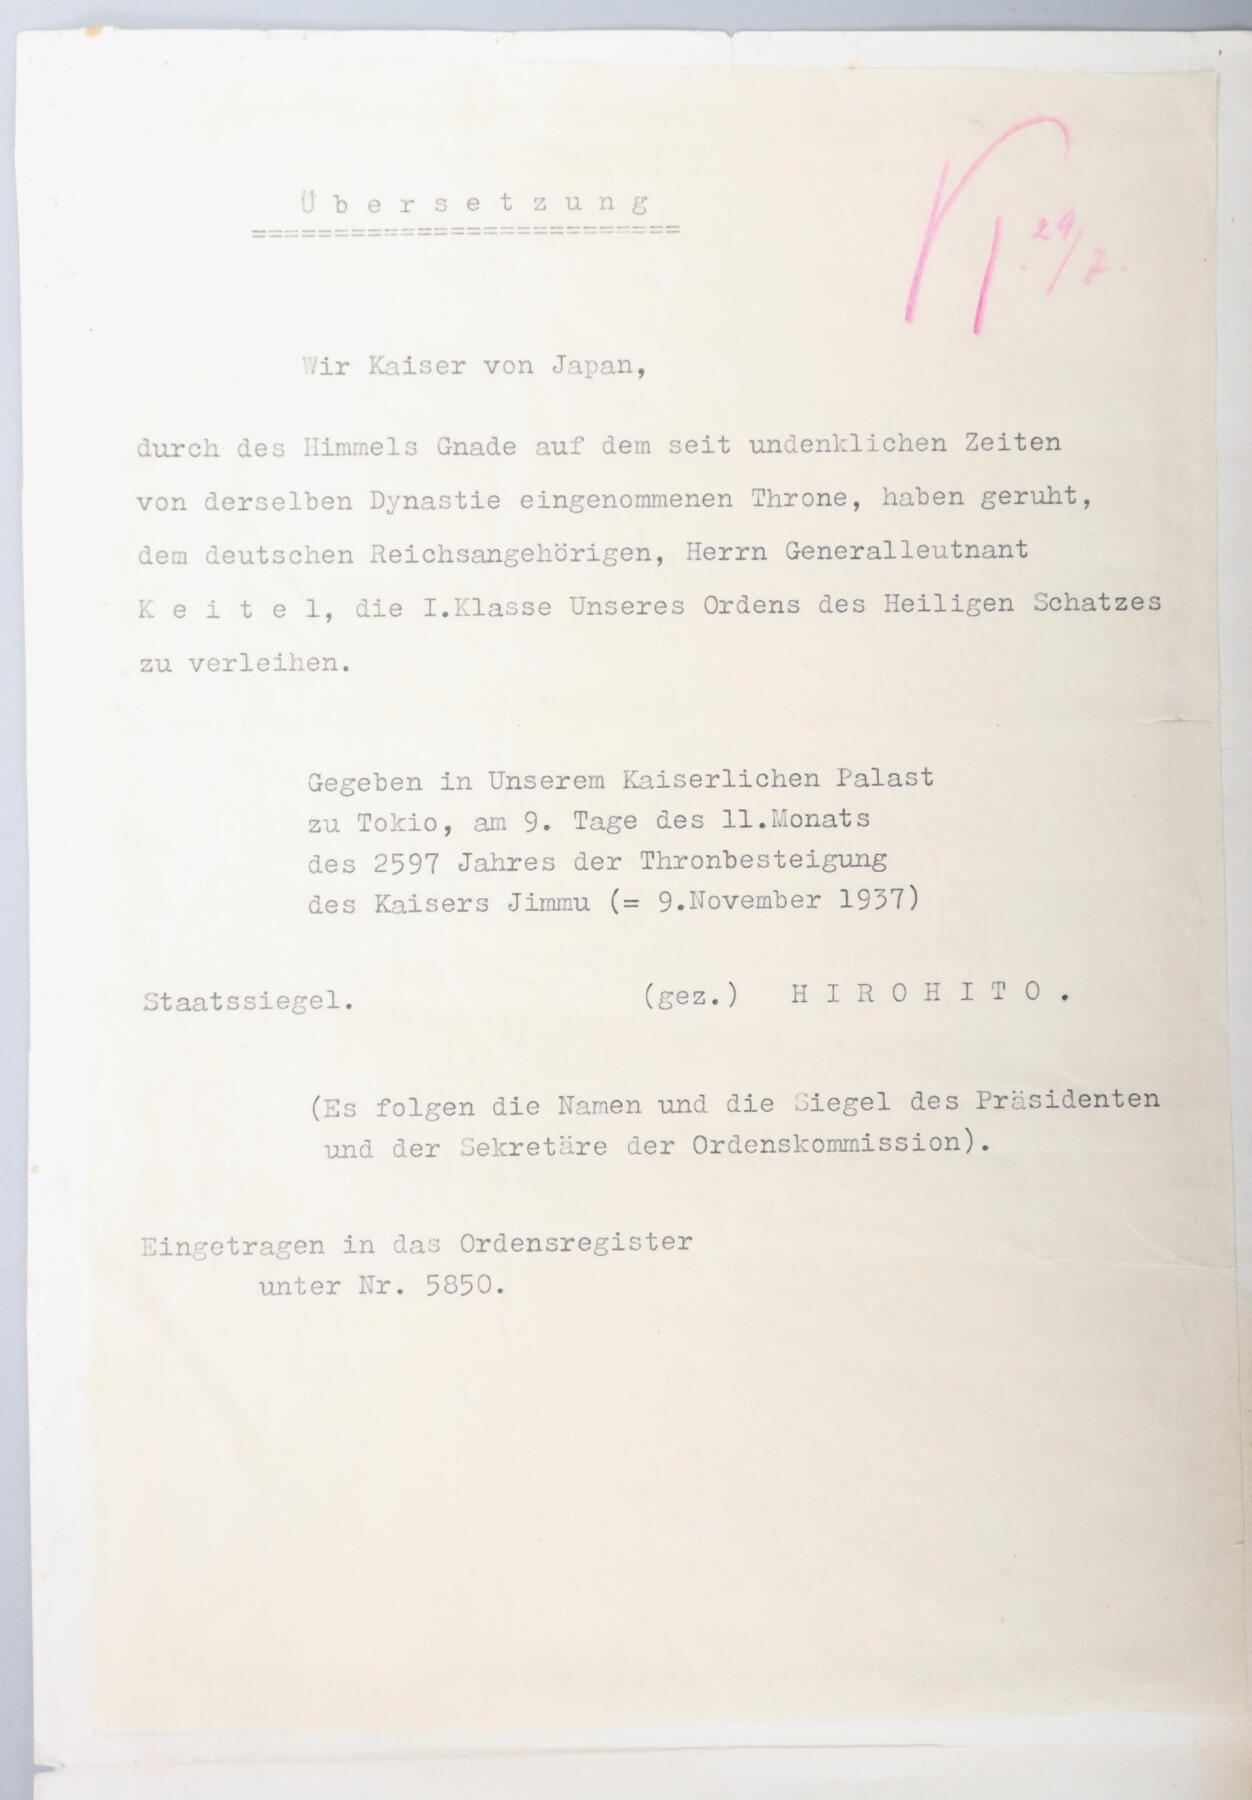 Übersetzung
==========================
29/7.
Wir Kaiser von Japan,
durch des Himmels Gnade auf dem seit undenklichen Zeiten
von derselben Dynastie eingenommenen Throne, haben geruht,
dem deutschen Reichsangehörigen, Herrn Generalleutnant
K e i t e l, die I.Klasse Unseres Ordens des Heiligen Schatzes
zu verleihen.
Gegeben in Unserem Kaiserlichen Palast
zu Tokio, am 9. Tage des 11.Monats
des 2597 Jahres der Thronbesteigung
des Kaisers Jimmu (= 9.November 1937)
Staatssiegel. (gez.) H I R O H I T O .
(Es folgen die Namen und die Siegel des Präsidenten
und der Sekretäre der Ordenskommission).
Eingetragen in das Ordensregister
unter Nr. 5850.